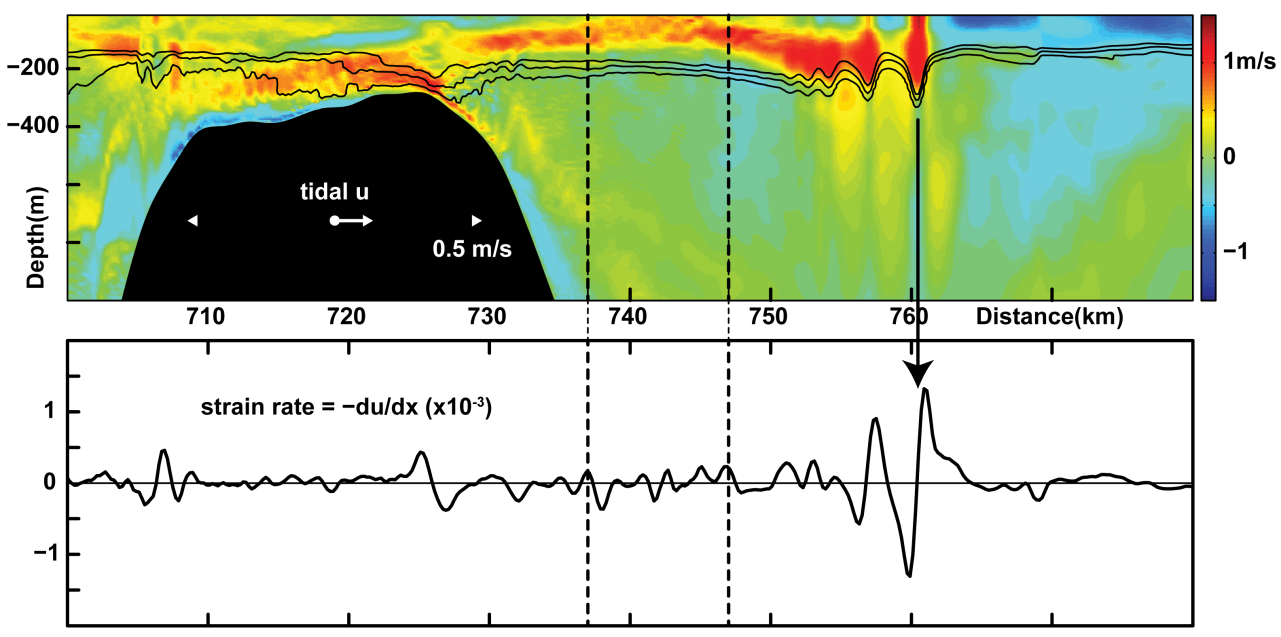 1m/s
−200
−400
0
tidal u
Depth(m)
0.5 m/s
−1
710
720
730
740
750
760
Distance(km)
strain rate = −du/dx (x10-3)
1
0
−1